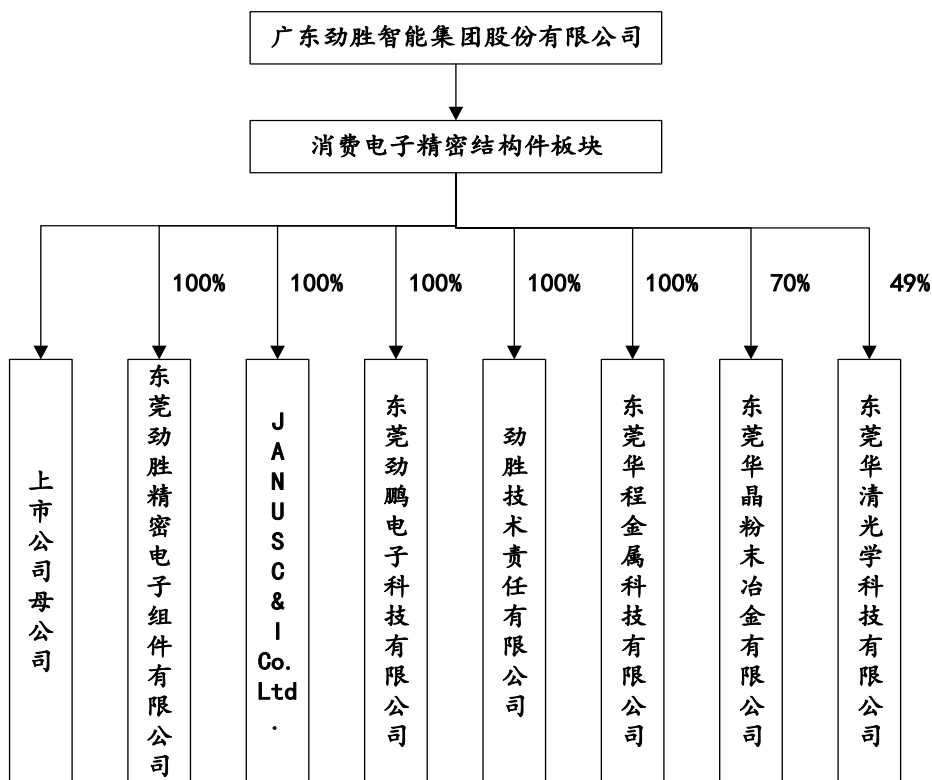 广东劲胜智能集团股份有限公司
消费电子精密结构件板块
100%
100%
100%
100%
100%
70%
49%
上市公司母公司
东莞劲胜精密电子组件有限公司
JANUSC&I Co. Ltd.
东莞劲鹏电子科技有限公司
劲胜技术责任有限公司
东莞华程金属科技有限公司
东莞华晶粉末冶金有限公司
东莞华清光学科技有限公司